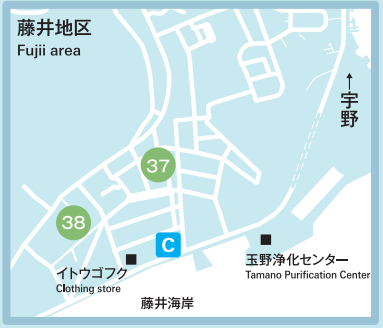 藤井地区
Fujii area
↑宇野
37
38
C
イトウゴフク
Clothing store
玉野浄化センター
Tamano Purification Center
藤井海岸